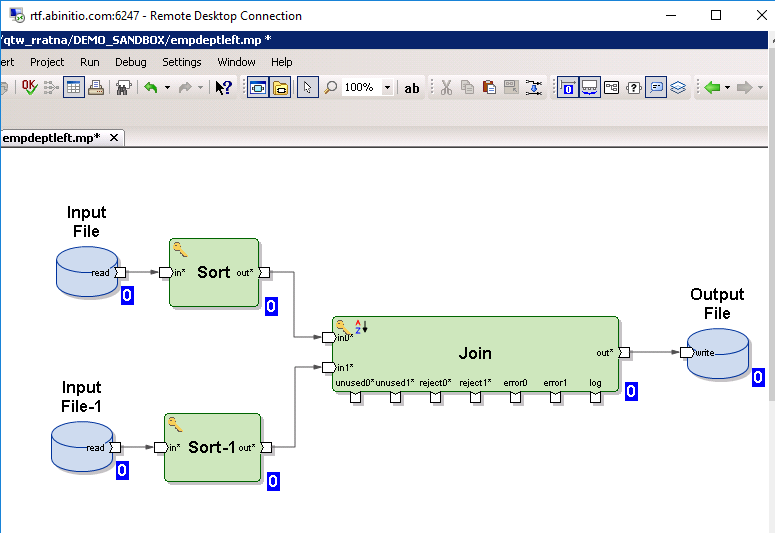 rtf.abinitio.com:6247 - Remote Desktop Connection
/qtw_rratna/DEMO_SANDBOX/empdeptleft.mp *
ert Project Run Debug Settings Window Help
OK 100% ab 0
empdeptleft.mp*
Input
File
read
0
in* Sort out*
0
Input
File-1
read
0
in* Sort-1 out*
0
A
Z
in0*
in1*
Join
out*
unused0* unused1* reject0* reject1* error0 error1 log
0
Output
File
write
0